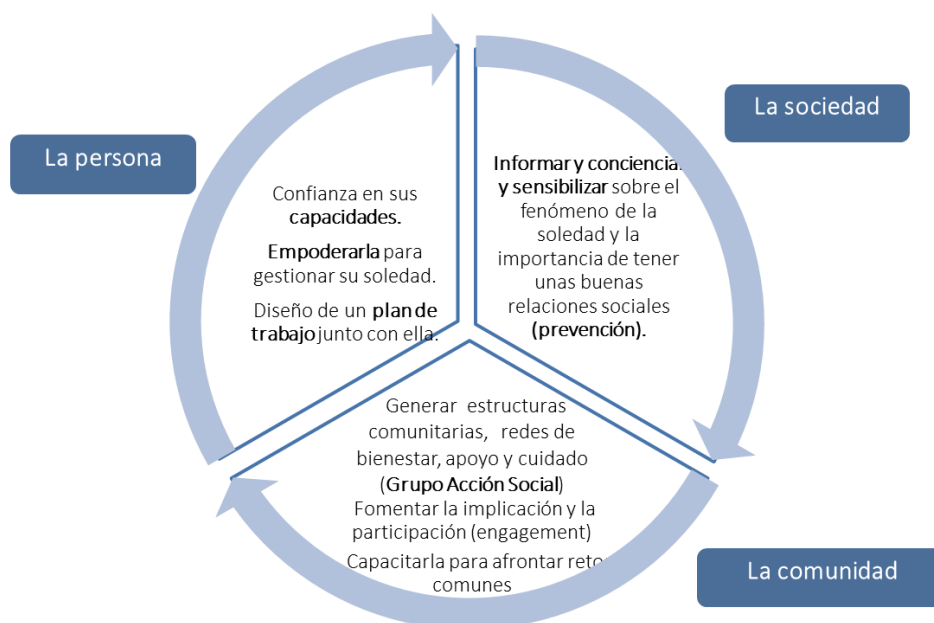 La persona
Confianza en sus
capacidades.
Empoderarla para
gestionar su soledad.
Diseño de un plan de
trabajo junto con ella.
La sociedad
Informar y conciencia
y sensibilizar sobre el
fenómeno de la
soledad y la
importancia de tener
unas buenas
relaciones sociales
(prevención).
Generar estructuras
comunitarias, redes de
bienestar, apoyo y cuidado
(Grupo Acción Social)
Fomentar la implicación y la
participación (engagement)
Capacitarla para afrontar reto
comunes
La comunidad